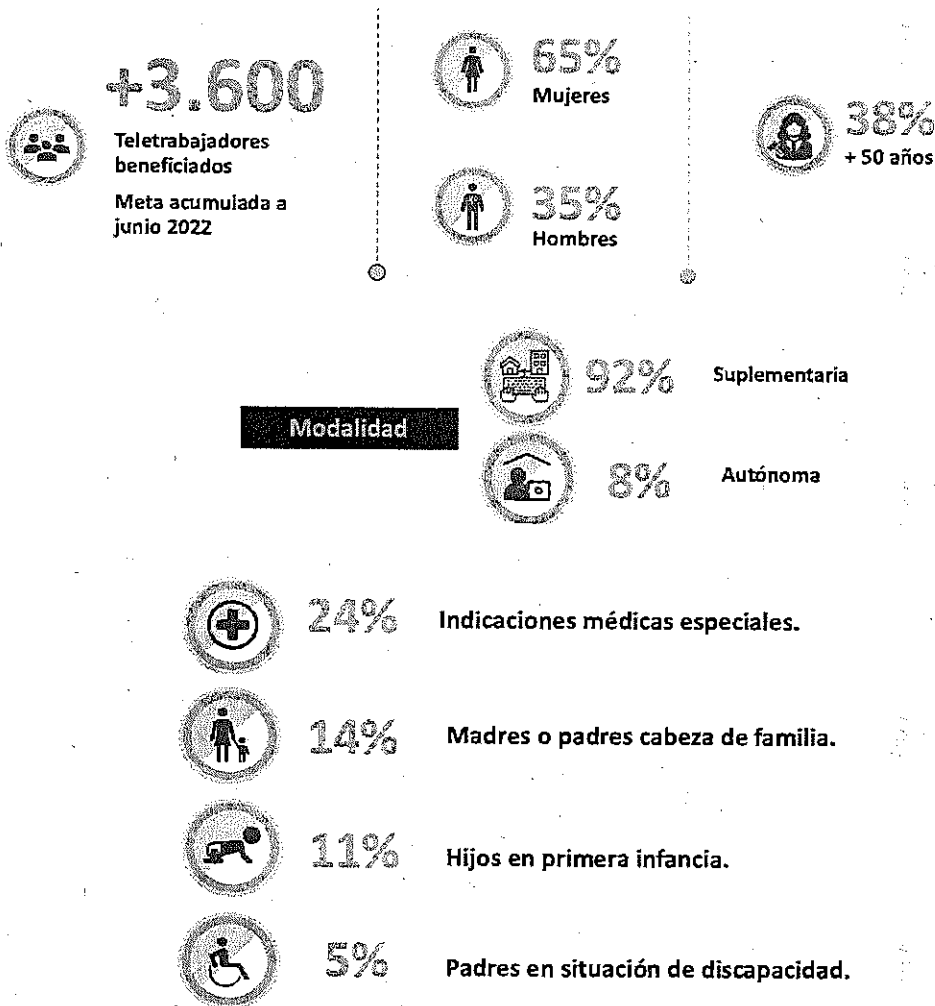 +3.600
Teletrabajadores
beneficiados
Meta acumulada a
junio 2022
65%
Mujeres
35%
Hombres
38%
+ 50 años
Modalidad
92% Suplementaria
8% Autónoma
24% Indicaciones médicas especiales.
14% Madres o padres cabeza de familia.
11% Hijos en primera infancia.
5% Padres en situación de discapacidad.